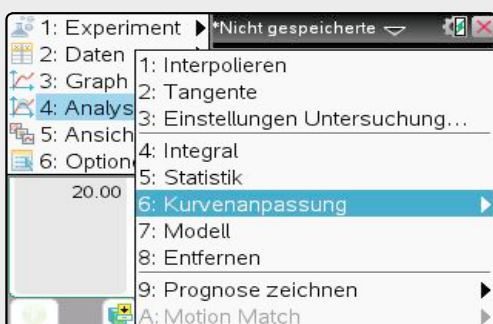 1: Experiment
*Nicht gespeicherte
2: Daten
3: Graph
4: Analys
5: Ansich
6: Option
20.00
1: Interpolieren
2: Tangente
3: Einstellungen Untersuchung...
4: Integral
5: Statistik
6: Kurvenanpassung
7: Modell
8: Entfernen
9: Prognose zeichnen
A: Motion Match